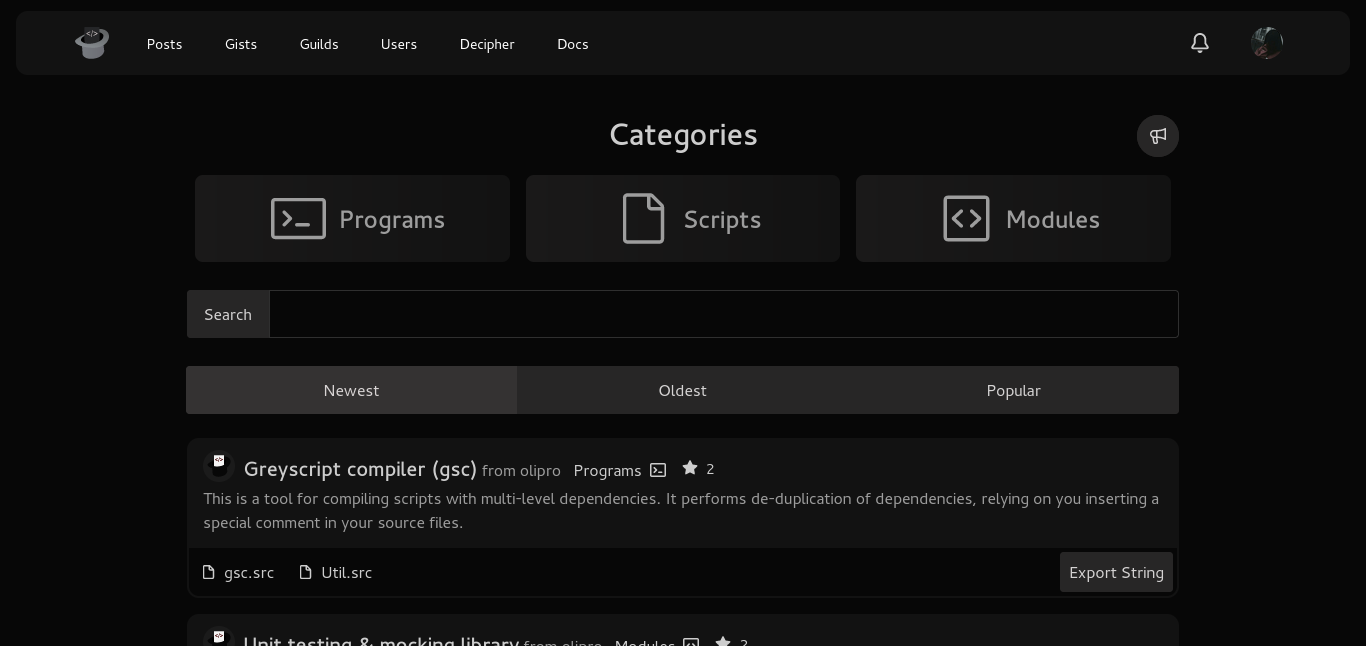 Posts Gists Guilds Users Decipher Docs
Categories
Programs Scripts Modules
Search
Newest Oldest Popular
Greyscript compiler (gsc) from olipro Programs 2
This is a tool for compiling scripts with multi-level dependencies. It performs de-duplication of dependencies, relying on you inserting a
special comment in your source files.
gsc.src Util.src Export String
Unit testing & mocking library from olipro Modules 2